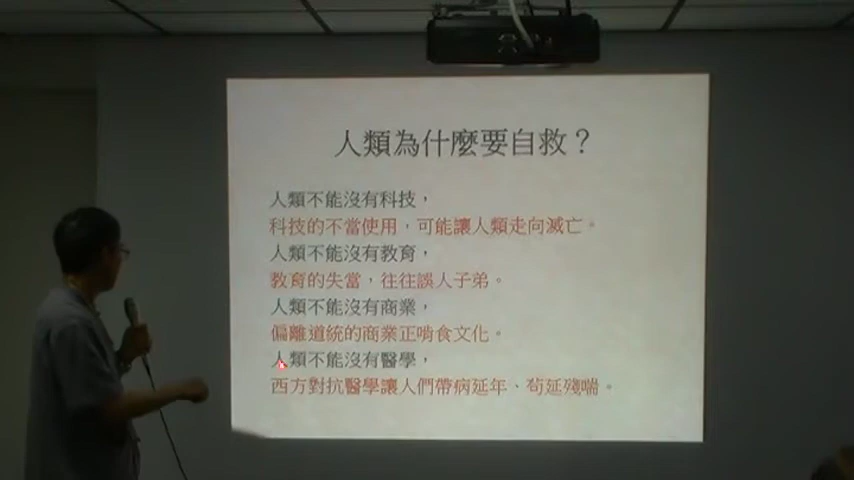 人類為什麼要自救？
人類不能沒有科技，
科技的不當使用，可能讓人類走向滅亡。
人類不能沒有教育，
教育的失當，往往誤人子弟。
人類不能沒有商業，
偏離道統的商業正啃食文化。
人類不能沒有醫學，
西方對抗醫學讓人們帶病延年、茍延殘喘。